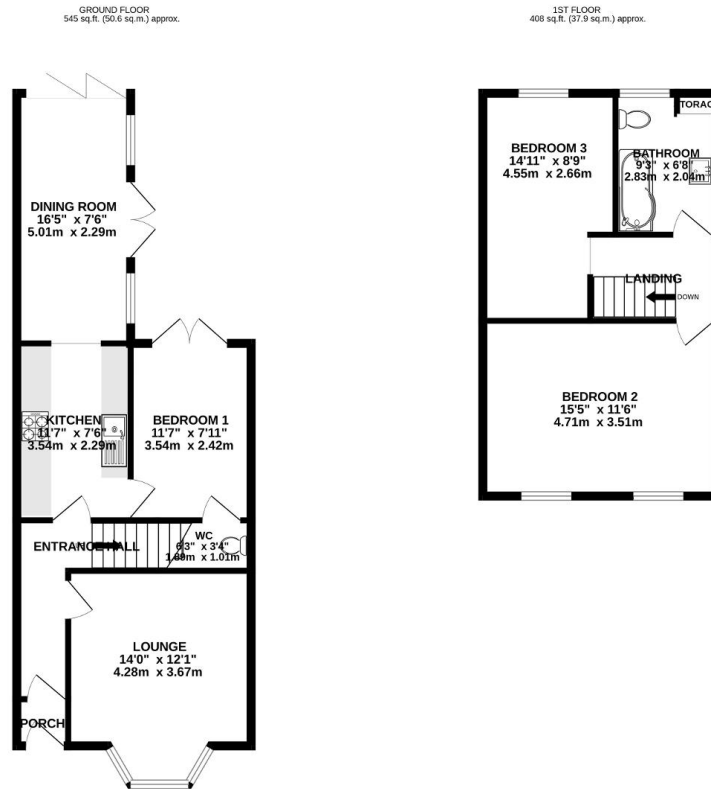 GROUND FLOOR
545 sq.ft. (50.6 sq.m.) approx.
1ST FLOOR
408 sq.ft. (37.9 sq.m.) approx.
DINING ROOM
16'5" x 7'6"
5.01m x 2.29m
KITCHEN
11'7" x 7'6"
3.54m x 2.29m
BEDROOM 1
11'7" x 7'11"
3.54m x 2.42m
ENTRANCE HALL
WC
6'3" x 3'4"
1.89m x 1.01m
LOUNGE
14'0" x 12'1"
4.28m x 3.67m
PORCH
BEDROOM 3
14'11" x 8'9"
4.55m x 2.66m
TORAG
BATHROOM
9'3" x 6'8"
2.83m x 2.04m
LANDING
DOWN
BEDROOM 2
15'5" x 11'6"
4.71m x 3.51m